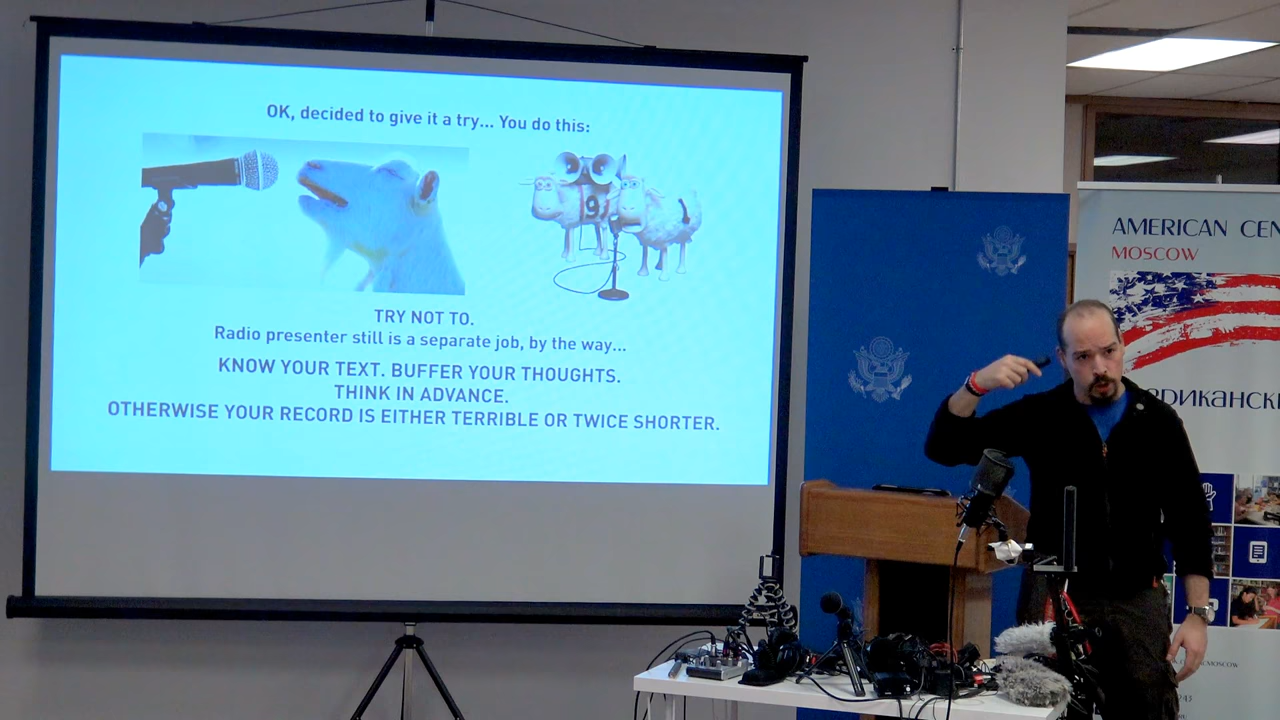 OK, decided to give it a try... You do this:
9
TRY NOT TO.
Radio presenter still is a separate job, by the way...
KNOW YOUR TEXT. BUFFER YOUR THOUGHTS.
THINK IN ADVANCE.
OTHERWISE YOUR RECORD IS EITHER TERRIBLE OR TWICE SHORTER.
AMERICAN CEN
MOSCOW